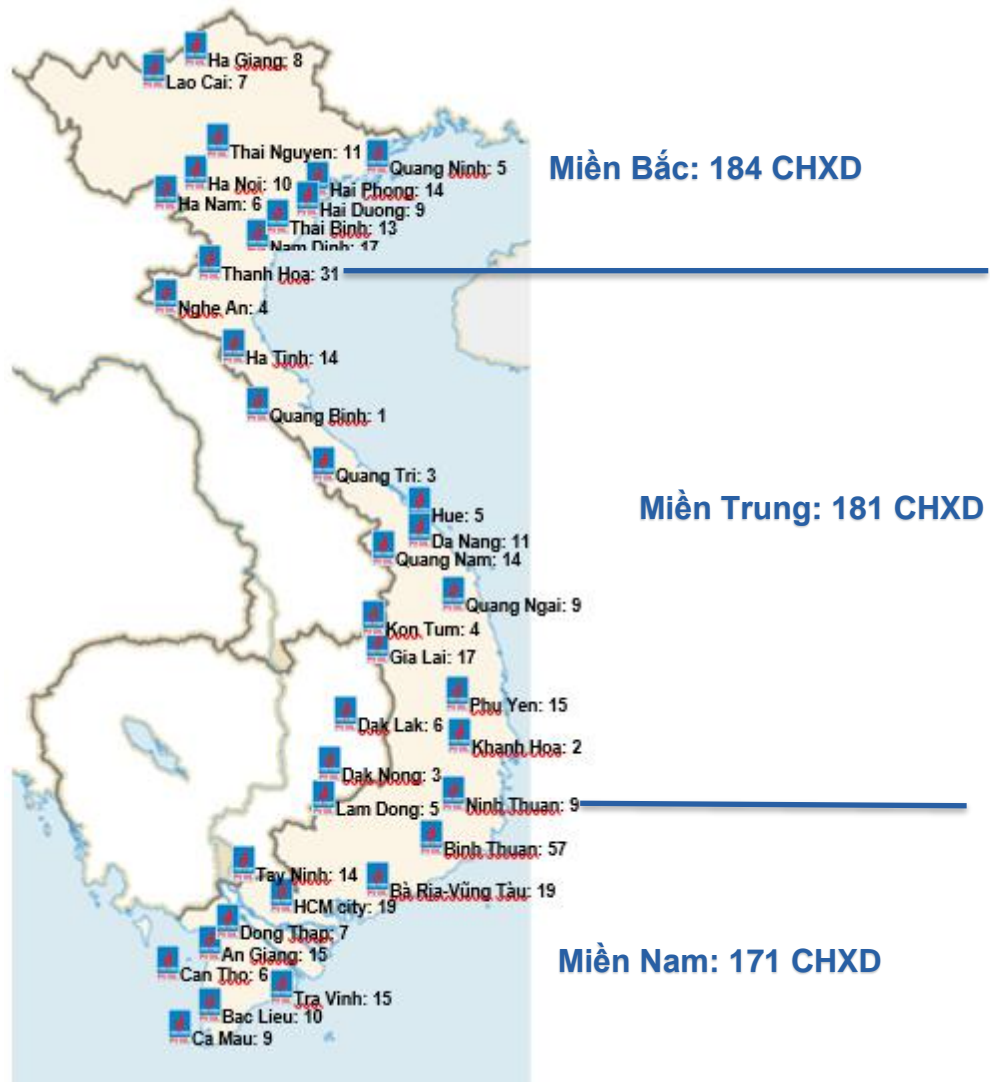 Ha Giang: 8
Lao Cai: 7
Thai Nguyen: 11
Quang Ninh: 5
Miền Bắc: 184 CHXD
Ha Noi: 10
Hai Phong: 14
Ha Nam: 6
Hai Duong: 9
Thai Binh: 13
Nam Dinh: 17
Thanh Hoa: 31
Nghe An: 4
Ha Tinh: 14
Quang Binh: 1
Quang Tri: 3
Miền Trung: 181 CHXD
Hue: 5
Da Nang: 11
Quang Nam: 14
Quang Ngai: 9
Kon Tum: 4
Gia Lai: 17
Phu Yen: 15
Dak Lak: 6
Khanh Hoa: 2
Dak Nong: 3
Lam Dong: 5
Ninh Thuan: 9
Binh Thuan: 57
Tay Ninh: 14
Bà Rịa-Vũng Tàu: 19
HCM city: 19
Dong Thap: 7
An Giang: 15
Miền Nam: 171 CHXD
Can Tho: 6
Tra Vinh: 15
Bac Lieu: 10
Ca Mau: 9